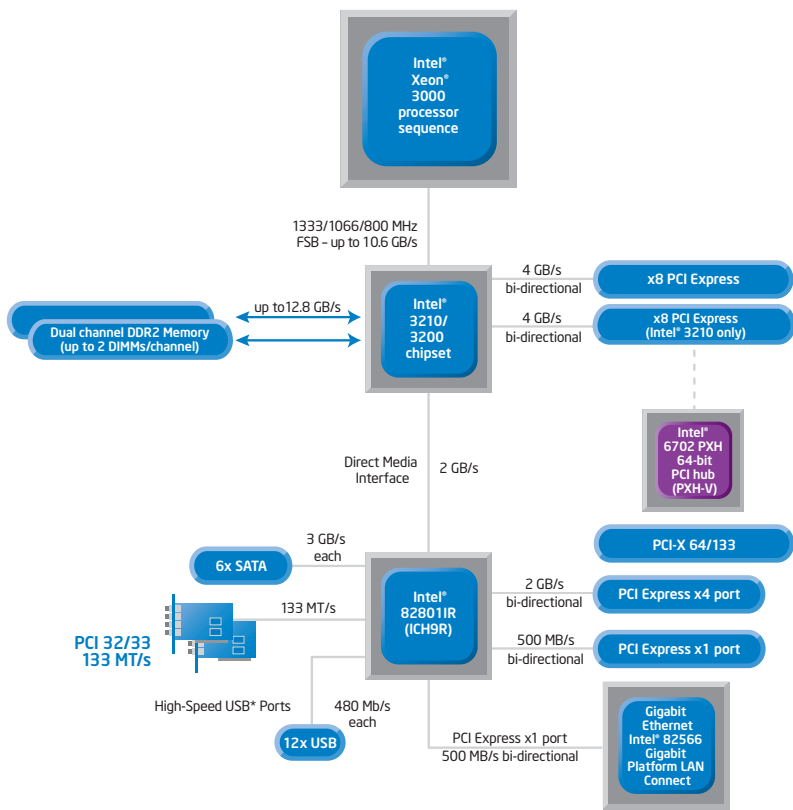 Intel®
Xeon®
3000
processor
sequence
1333/1066/800 MHz
FSB – up to 10.6 GB/s
4 GB/s
bi-directional
x8 PCI Express
up to12.8 GB/s
Intel®
3210/
3200
chipset
4 GB/s
bi-directional
x8 PCI Express
(Intel® 3210 only)
Dual channel DDR2 Memory
(up to 2 DIMMs/channel)
Intel®
6702 PXH
64-bit
PCI hub
(PXH-V)
Direct Media
Interface
2 GB/s
PCI-X 64/133
3 GB/s
each
6x SATA
Intel®
82801IR
(ICH9R)
2 GB/s
bi-directional
PCI Express x4 port
133 MT/s
PCI 32/33
133 MT/s
500 MB/s
bi-directional
PCI Express x1 port
High-Speed USB* Ports
480 Mb/s
each
12x USB
PCI Express x1 port
500 MB/s bi-directional
Gigabit
Ethernet
Intel® 82566
Gigabit
Platform LAN
Connect